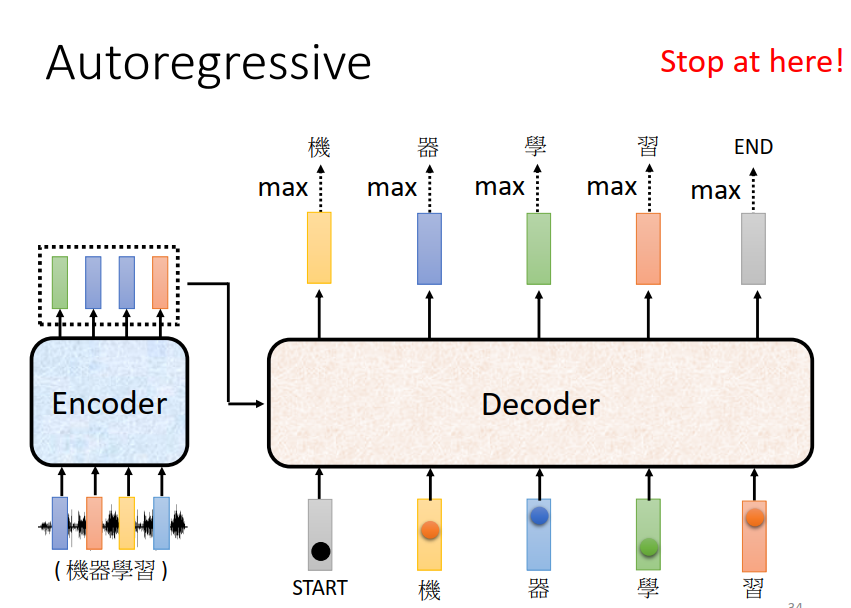 Autoregressive
Stop at here!
機 器 學 習 END
max max max max max
Encoder
Decoder
(機器學習)
START 機 器 學 習
34